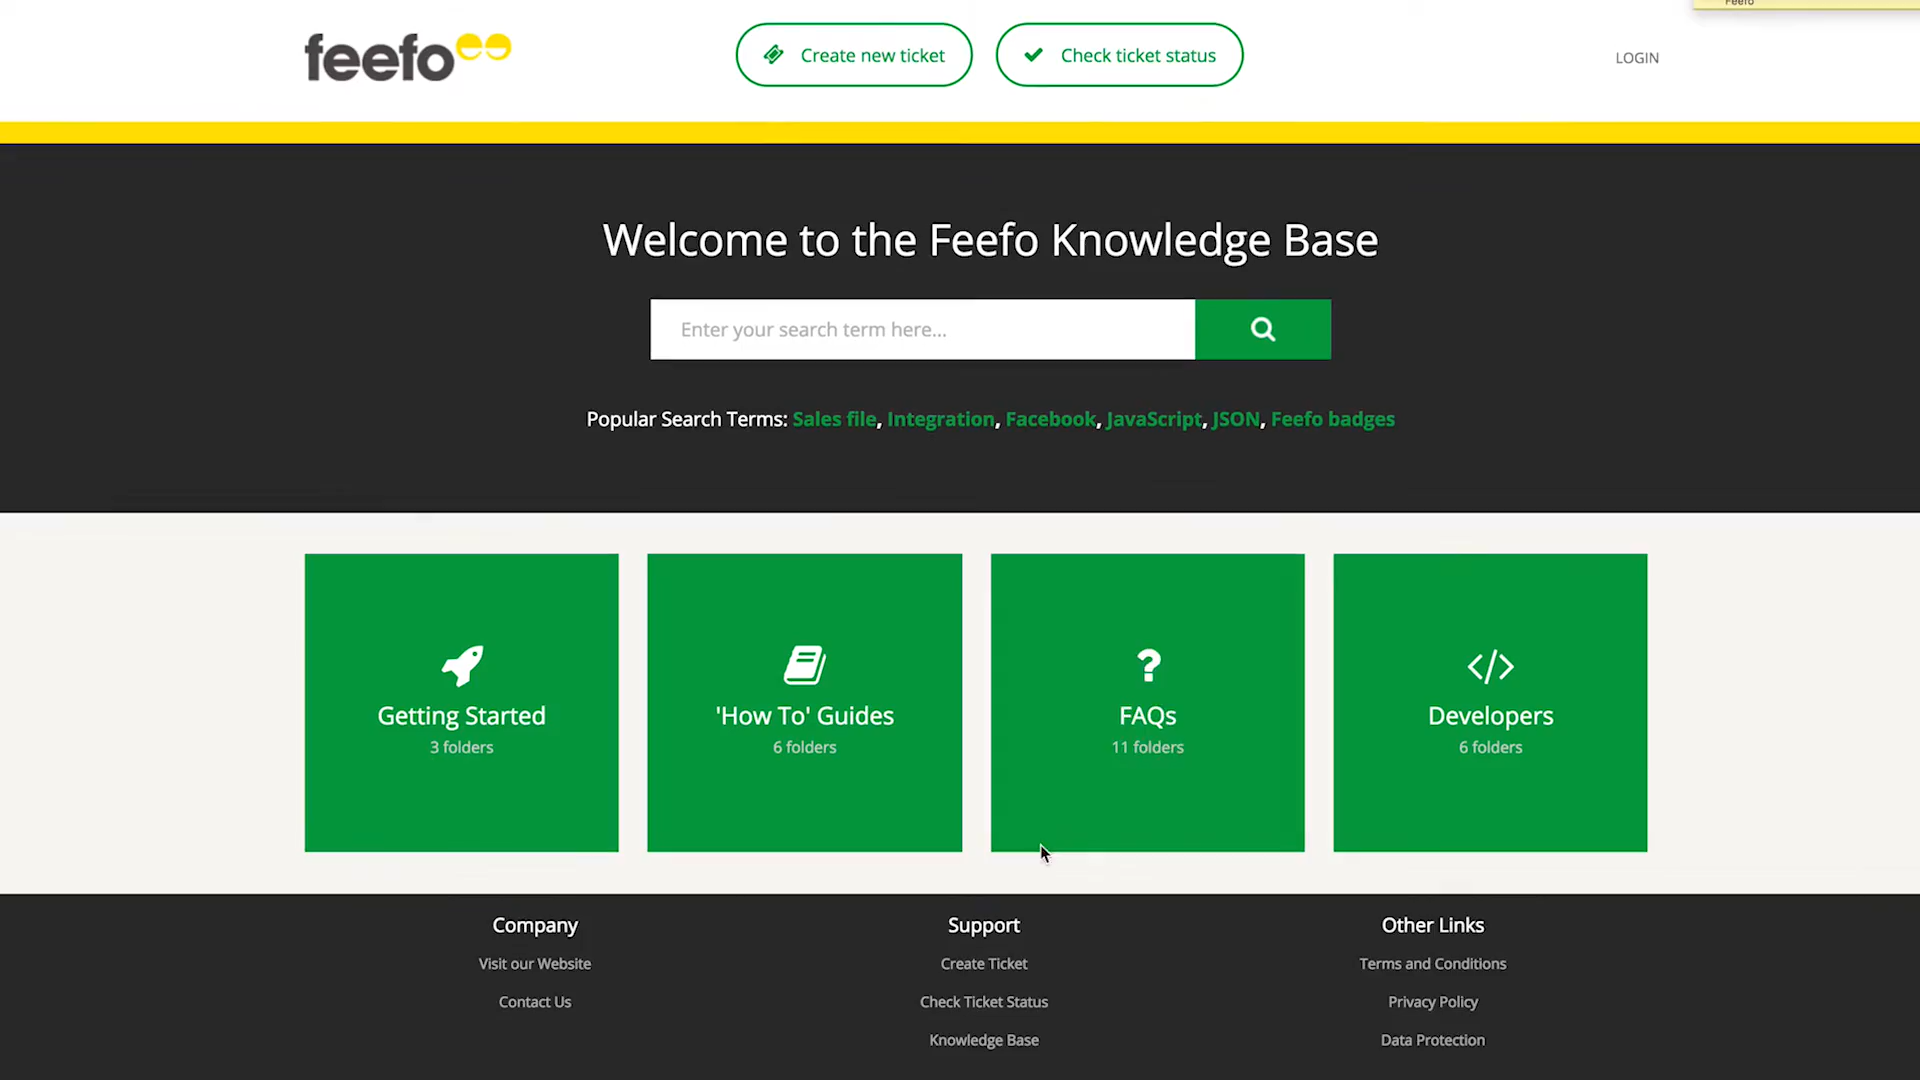 Feefo
feefo
Create new ticket
Check ticket status
LOGIN
Welcome to the Feefo Knowledge Base
Enter your search term here...
Popular Search Terms: Sales file, Integration, Facebook, JavaScript, JSON, Feefo badges
Getting Started
3 folders
'How To' Guides
6 folders
FAQs
11 folders
Developers
6 folders
Company
Visit our Website
Contact Us
Support
Create Ticket
Check Ticket Status
Knowledge Base
Other Links
Terms and Conditions
Privacy Policy
Data Protection